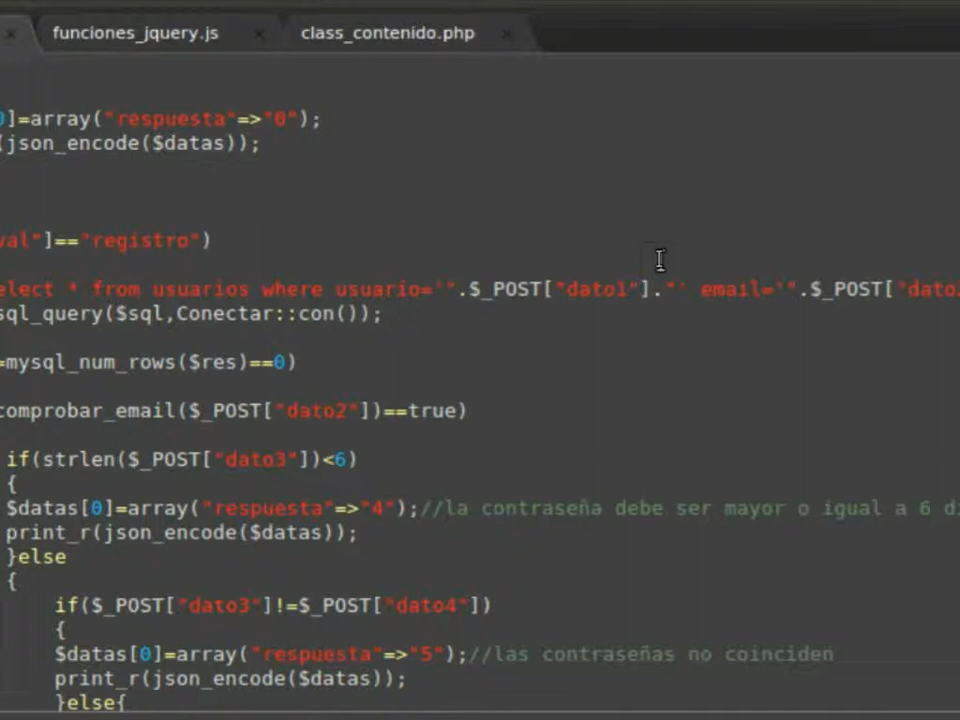 funciones_jquery.js × class_contenido.php ×
]=array("respuesta"=>"0");
(json_encode($datas));
val"]=="registro")
elect * from usuarios where usuario='".$_POST["dato1"]."' email='".$_POST["dato
sql_query($sql,Conectar::con());
=mysql_num_rows($res)==0)
comprobar_email($_POST["dato2"])==true)
if(strlen($_POST["dato3"])<6)
{
$datas[0]=array("respuesta"=>"4");//la contraseña debe ser mayor o igual a 6 di
print_r(json_encode($datas));
}else
{
if($_POST["dato3"]!=$_POST["dato4"])
{
$datas[0]=array("respuesta"=>"5");//las contraseñas no coinciden
print_r(json_encode($datas));
}else{